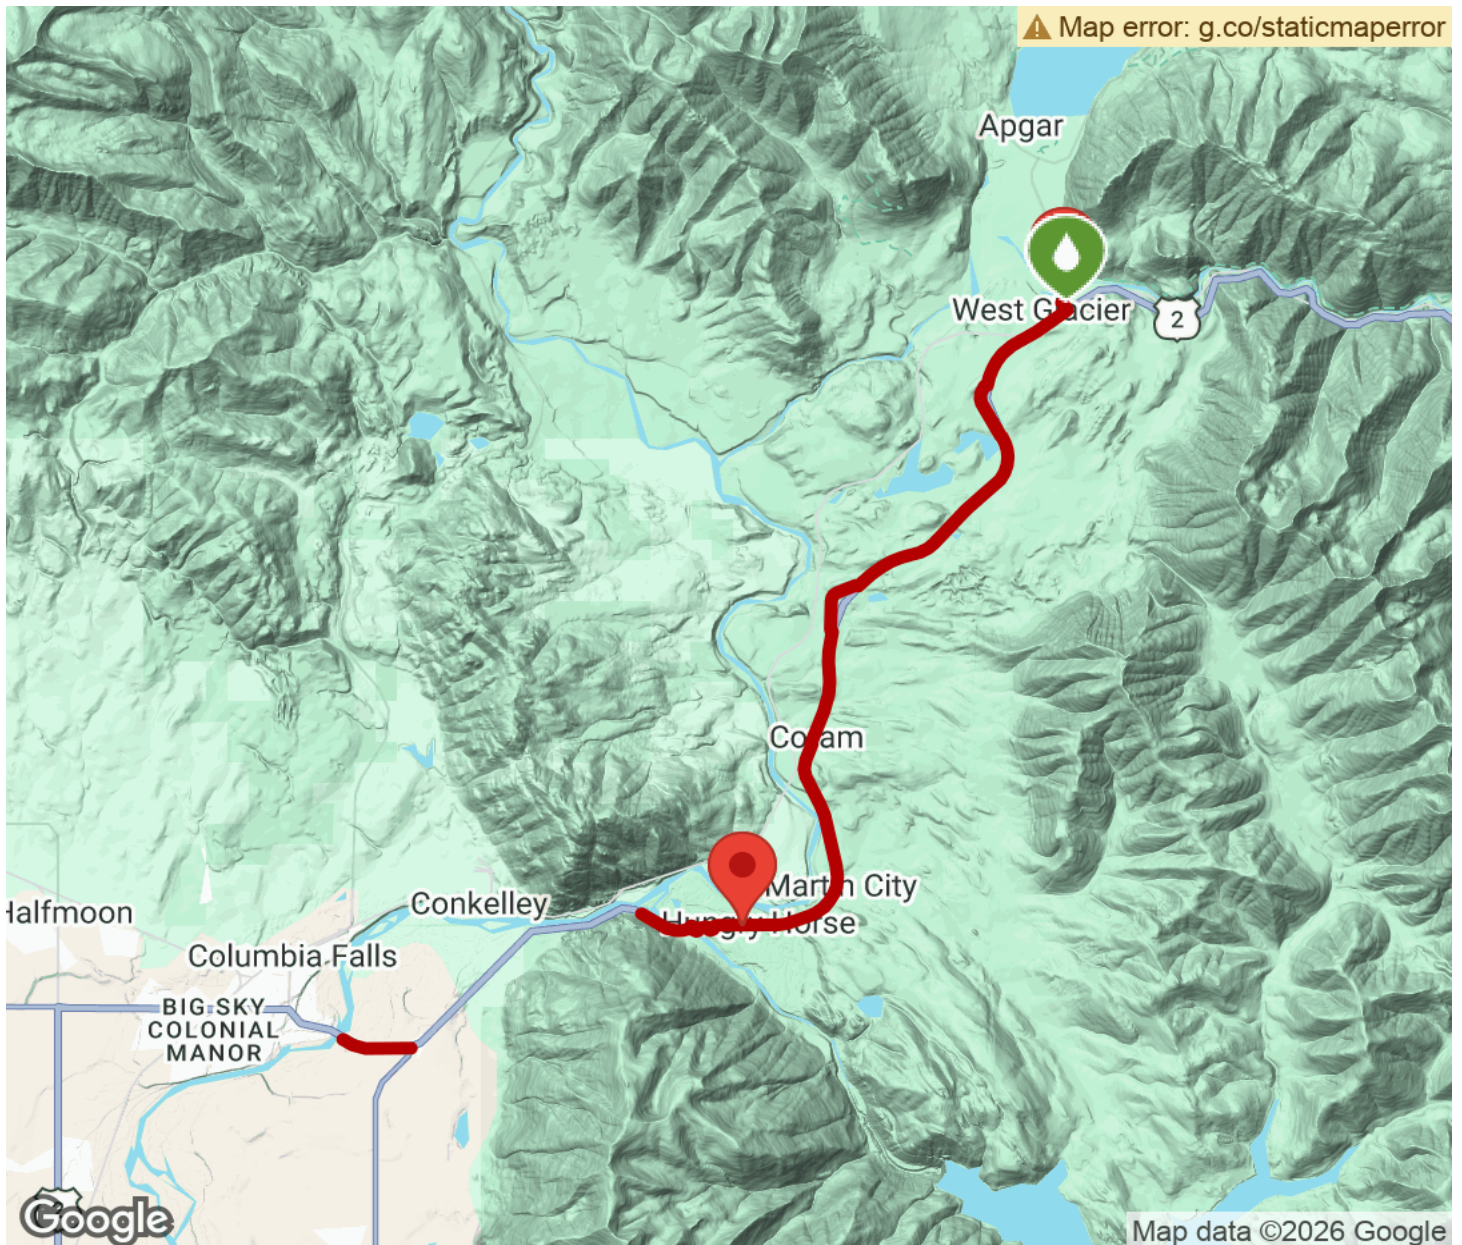 Map error: g.co/staticmaperror
Apgar
West Glacier
2
Coram
Martin City
Hungry Horse
Conkelley
Halfmoon
Columbia Falls
BIG SKY
COLONIAL
MANOR
Google
Map data ©2026 Google